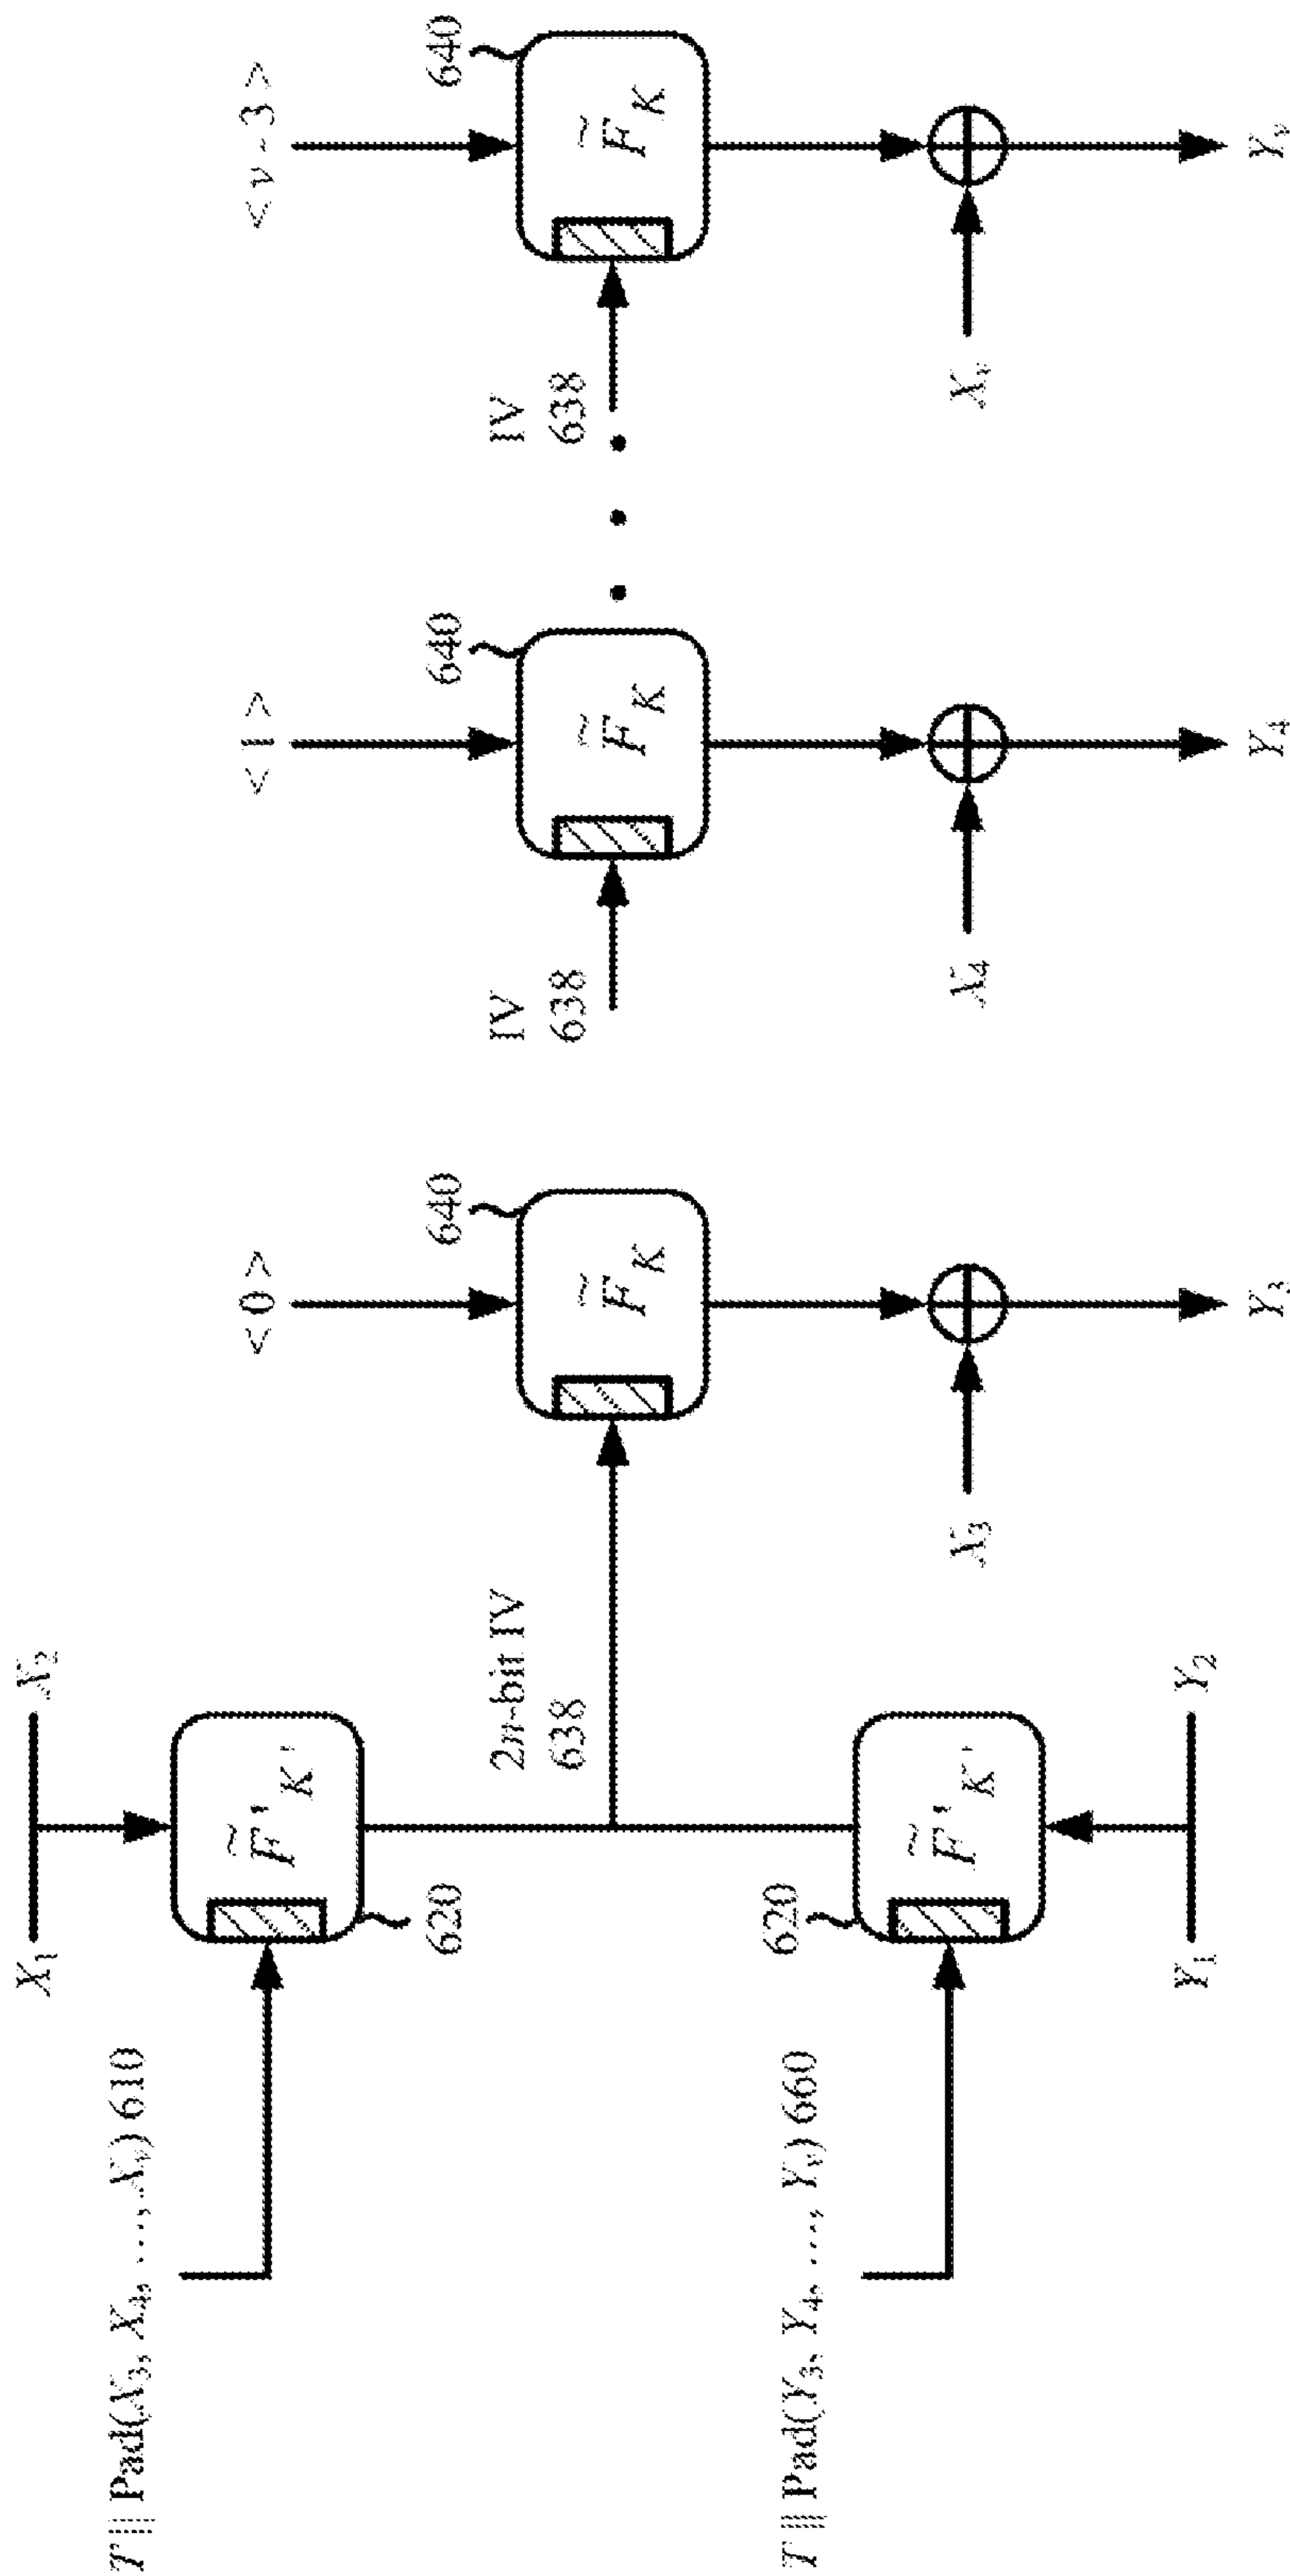 X₁ X₂
T || Pad(X₃, X₄, …, Xᵥ) 610
F̃'K'
620
2n-bit IV
638
T || Pad(Y₃, Y₄, …, Yᵥ) 660
620
F̃'K'
Y₁ Y₂
<0>
640
F̃K
X₃
Y₃
<1>
640
IV
638
F̃K
X₄
Y₄
<v-3>
640
IV
638
F̃K
Xᵥ
Yᵥ